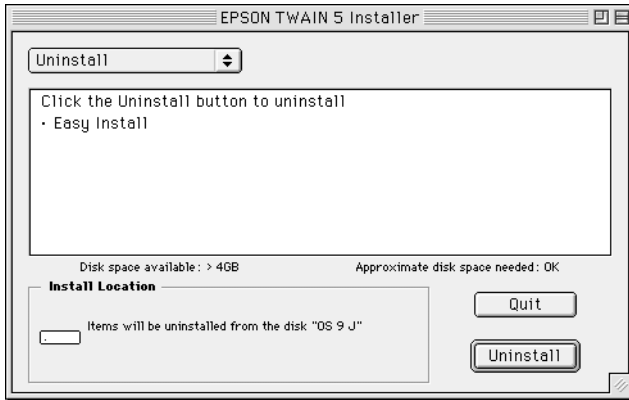 EPSON TWAIN 5 Installer
Uninstall
Click the Uninstall button to uninstall
• Easy Install
Disk space available: > 4GB
Approximate disk space needed: OK
Install Location
Items will be uninstalled from the disk "OS 9 J"
Quit
Uninstall